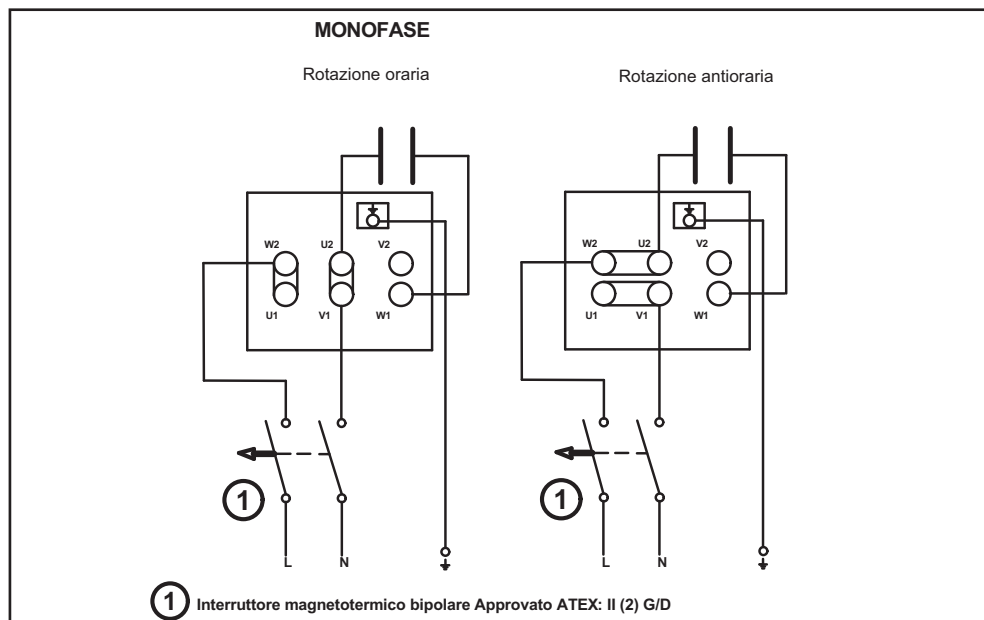 MONOFASE
Rotazione oraria
Rotazione antioraria
W2 U2 V2
U1 V1 W1
W2 U2 V2
U1 V1 W1
1
1
L N
L N
1 Interruttore magnetotermico bipolare Approvato ATEX: II (2) G/D